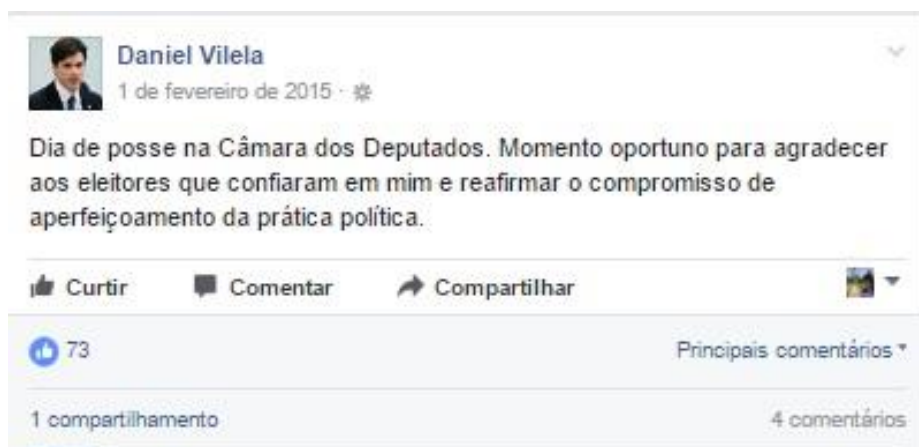 Daniel Vilela
1 de fevereiro de 2015 ·
Dia de posse na Câmara dos Deputados. Momento oportuno para agradecer
aos eleitores que confiaram em mim e reafirmar o compromisso de
aperfeiçoamento da prática política.
Curtir Comentar Compartilhar
73 Principais comentários
1 compartilhamento 4 comentários